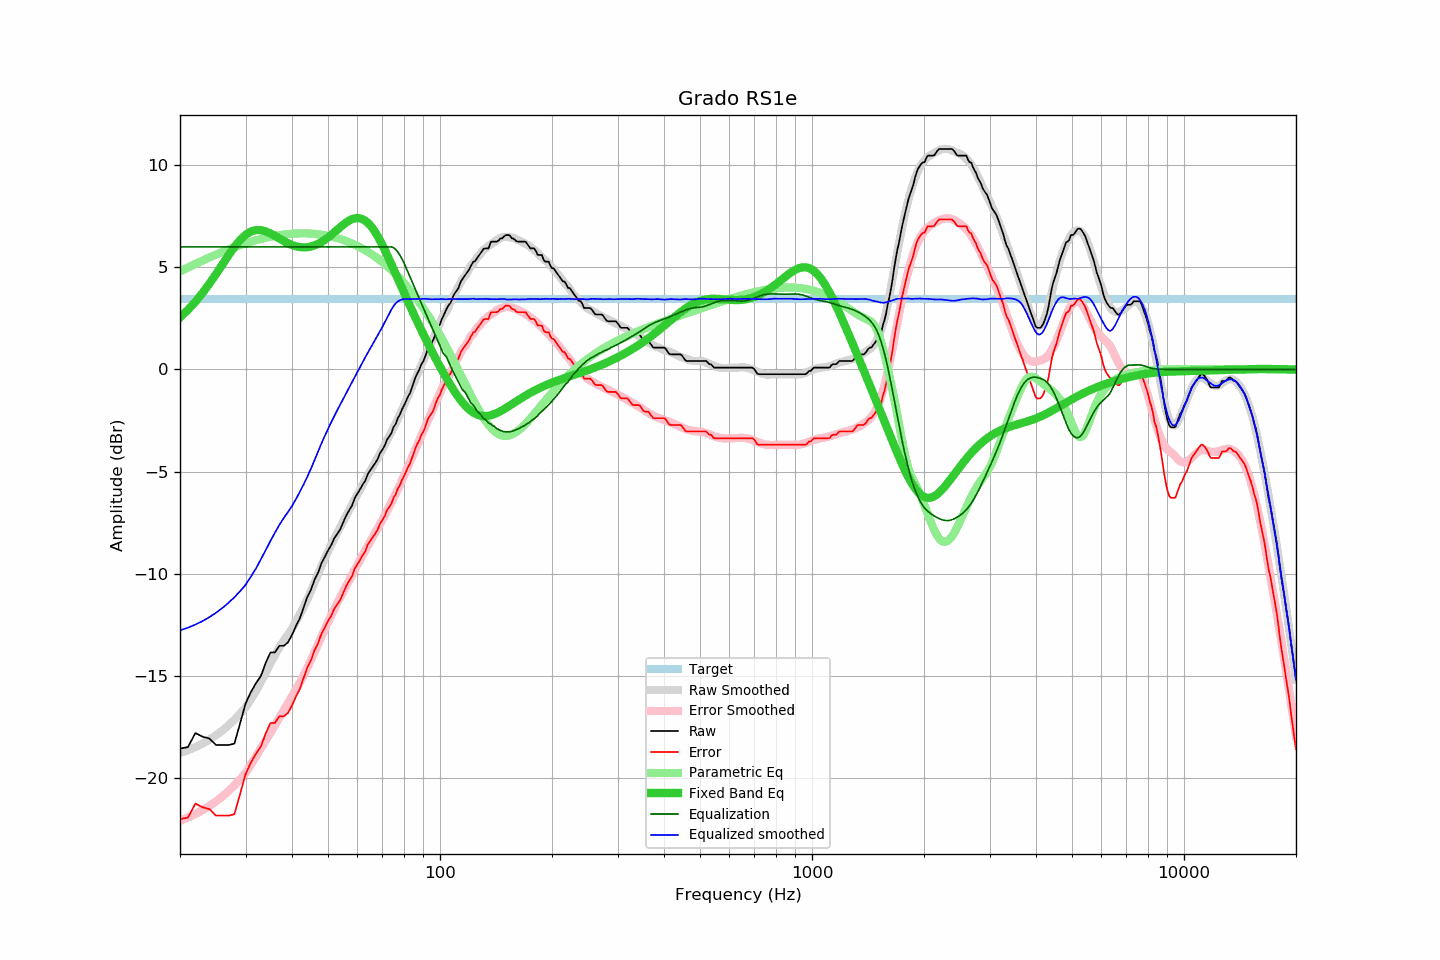 Grado RS1e
10
5
0
−5
−10
−15
−20
Amplitude (dBr)
Target
Raw Smoothed
Error Smoothed
Raw
Error
Parametric Eq
Fixed Band Eq
Equalization
Equalized smoothed
100 1000 10000
Frequency (Hz)